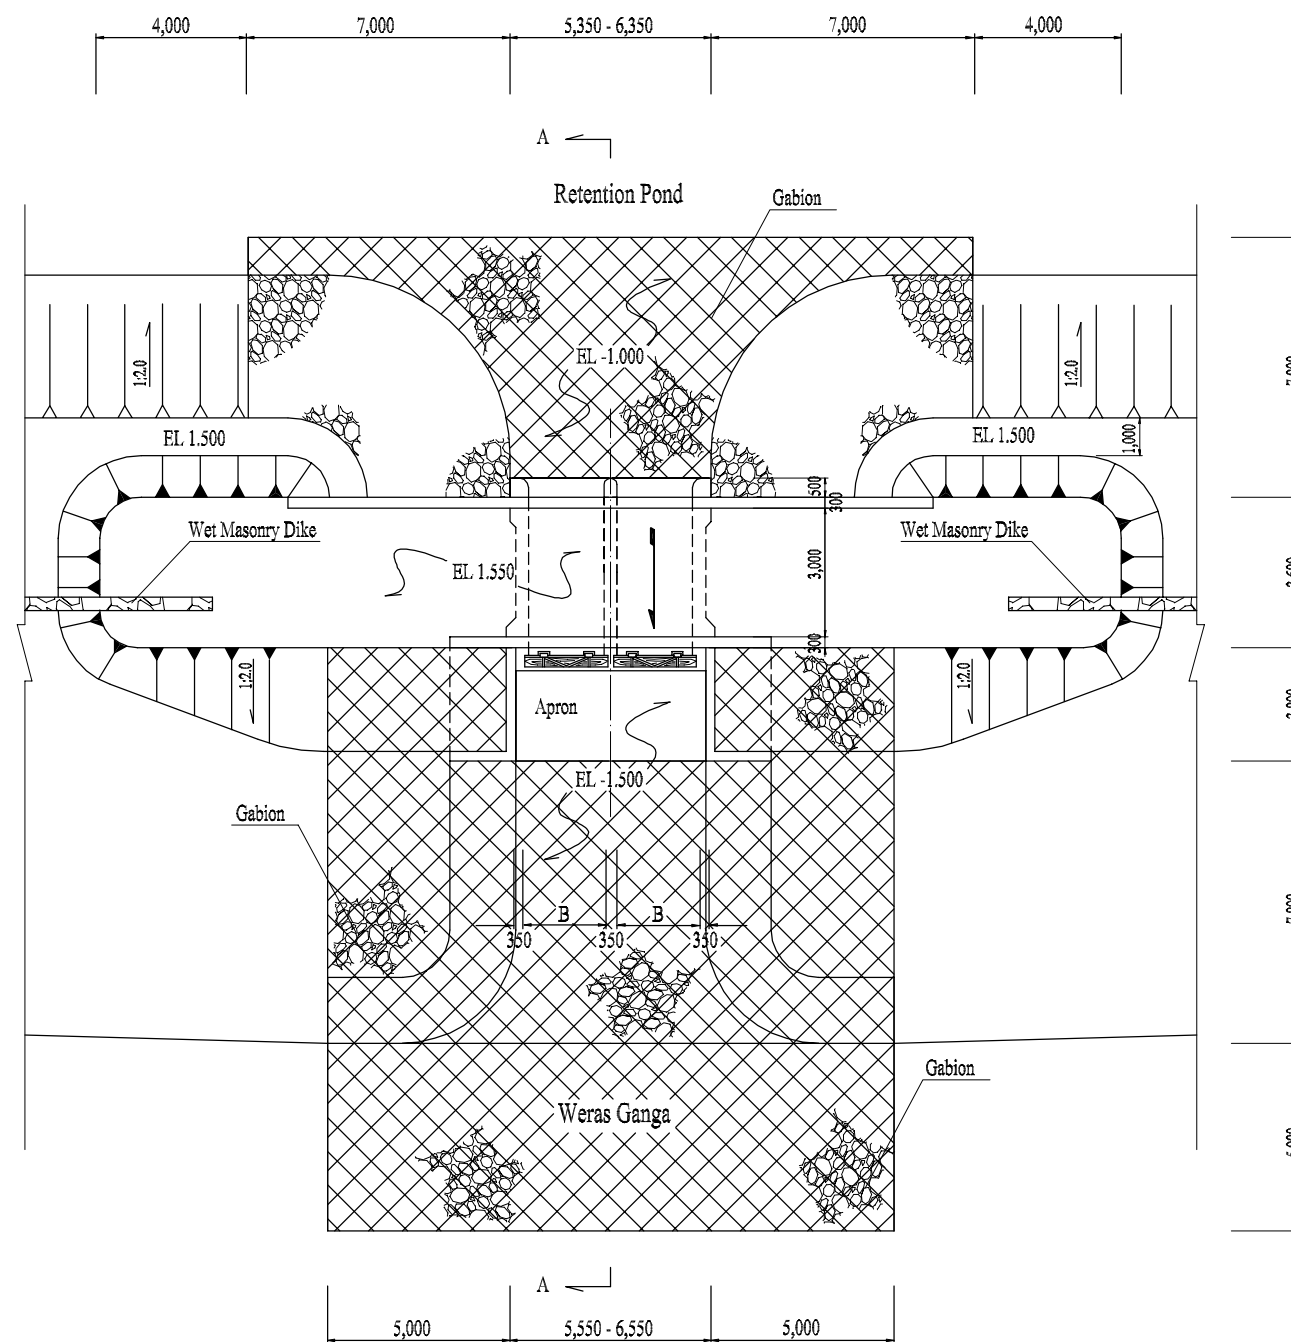 4,000 7,000 5,350 - 6,350 7,000 4,000
A
Retention Pond
Gabion
EL -1.000
1:2.0 1:2.0
EL 1.500 EL 1.500 1,000
500
300
Wet Masonry Dike Wet Masonry Dike
EL 1.550 3,000
300
1:2.0 1:2.0
Apron
EL -1.500
Gabion
B B
350 350 350
Gabion
Weras Ganga
A
5,000 5,550 - 6,550 5,000